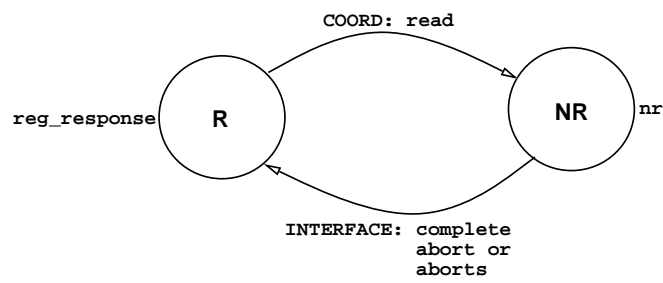 COORD: read
reg_response
R
NR
nr
INTERFACE: complete
abort or
aborts